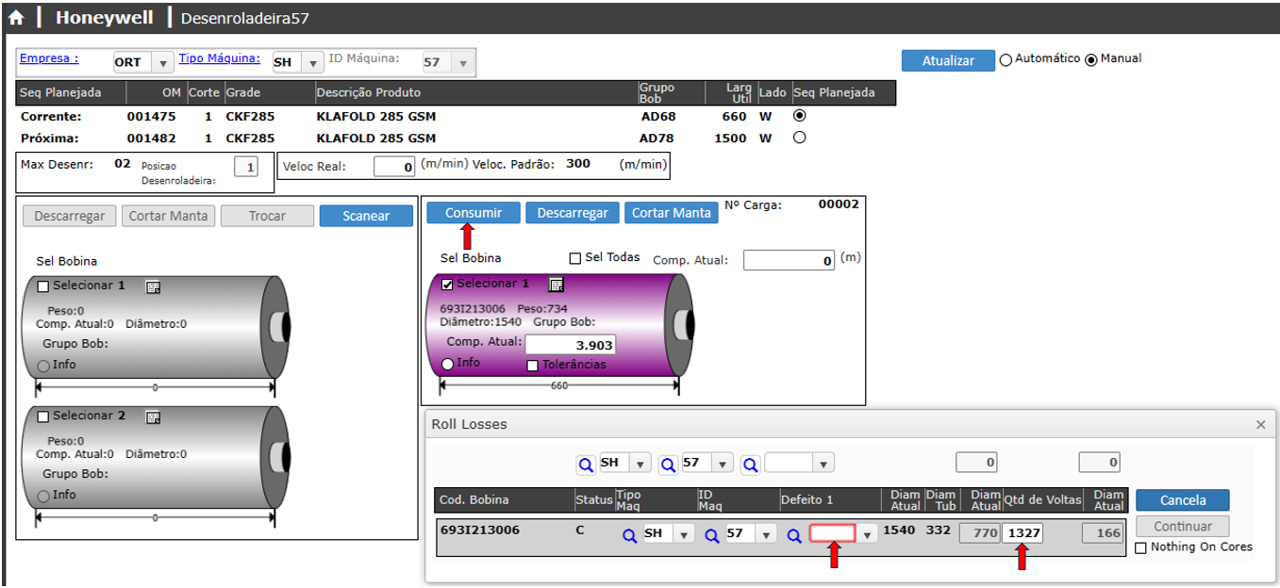 Honeywell Desenroladeira57
Empresa : ORT Tipo Máquina: SH ID Máquina: 57 Atualizar Automático Manual
Seq Planejada OM Corte Grade Descrição Produto Grupo Bob Larg Util Lado Seq Planejada
Corrente: 001475 1 CKF285 KLAFOLD 285 GSM AD68 660 W
Próxima: 001482 1 CKF285 KLAFOLD 285 GSM AD78 1500 W
Max Desenr: 02 Posicao Desenroladeira: 1 Veloc Real: 0 (m/min) Veloc. Padrão: 300 (m/min)
Descarregar Cortar Manta Trocar Scanear
Sel Bobina
Selecionar 1
Peso:0
Comp. Atual:0 Diâmetro:0
Grupo Bob:
Info
0
Selecionar 2
Peso:0
Comp. Atual:0 Diâmetro:0
Grupo Bob:
Info
0
Consumir Descarregar Cortar Manta Nº Carga: 00002
Sel Bobina Sel Todas Comp. Atual: 0 (m)
Selecionar 1
693I213006 Peso:734
Diâmetro:1540 Grupo Bob:
Comp. Atual: 3.903
Info Tolerâncias
660
Roll Losses ×
SH 57 0 0
Cod. Bobina Status Tipo Maq ID Maq Defeito 1 Diam Atual Diam Tub Diam Atual Qtd de Voltas Diam Atual Cancela
693I213006 C SH 57 1540 332 770 1327 166 Continuar
Nothing On Cores